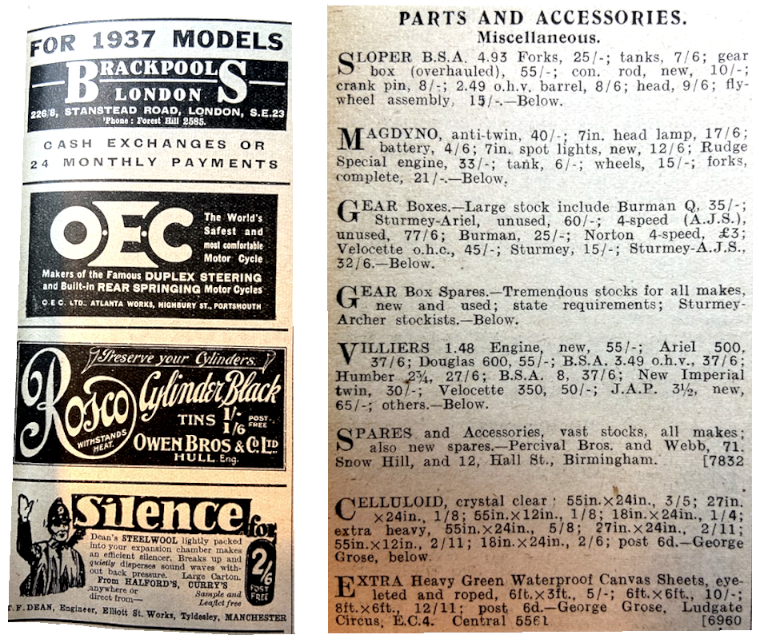 FOR 1937 MODELS
BRACKPOOLS
LONDON
226/8, STANSTEAD ROAD, LONDON, S.E.23
'Phone: Forest Hill 2585.
CASH EXCHANGES OR
24 MONTHLY PAYMENTS
O.E.C
The World's
Safest and
most comfortable
Motor Cycle
Makers of the Famous DUPLEX STEERING
and Built-in REAR SPRINGING Motor Cycles
O.E.C. LTD., ATLANTA WORKS, HIGHBURY ST., PORTSMOUTH
Preserve your Cylinders.
Rosco Cylinder Black
WITHSTANDS
HEAT.
TINS 1/- 1/6 POST-FREE
OWEN BROS & Co. LTD
HULL Eng.
Silence for
2/6
POST
FREE
Dean's STEELWOOL lightly packed
into your expansion chamber makes
an efficient silencer. Breaks up and
quietly disperses sound waves with-
out back pressure. Large Carton.
From HALFORD'S, CURRY'S
anywhere or
direct from—
Sample and
Leaflet free
T. F. DEAN, Engineer, Elliott St. Works, Tyldesley, MANCHESTER
PARTS AND ACCESSORIES.
Miscellaneous.
SLOPER B.S.A. 4.93 Forks, 25/-; tanks, 7/6; gear
box (overhauled), 55/-; con. rod, new, 10/-;
crank pin, 8/-; 2.49 o.h.v. barrel, 8/6; head, 9/6; fly-
wheel assembly, 15/-.—Below.
MAGDYNO, anti-twin, 40/-; 7in. head lamp, 17/6;
battery, 4/6; 7in. spot lights, new, 12/6; Rudge
Special engine, 33/-; tank, 6/-; wheels, 15/-; forks,
complete, 21/-.—Below.
GEAR Boxes.—Large stock include Burman Q, 35/-;
Sturmey-Ariel, unused, 60/-; 4-speed (A.J.S.),
unused, 77/6; Burman, 25/-; Norton 4-speed, £3;
Velocette o.h.c., 45/-; Sturmey, 15/-; Sturmey-A.J.S.,
32/6.—Below.
GEAR Box Spares.—Tremendous stocks for all makes,
new and used; state requirements; Sturmey-
Archer stockists.—Below.
VILLIERS 1.48 Engine, new, 55/-; Ariel 500,
37/6; Douglas 600, 55/-; B.S.A. 3.49 o.h.v., 37/6;
Humber 2¾, 27/6; B.S.A. 8, 37/6; New Imperial
twin, 30/-; Velocette 350, 50/-; J.A.P. 3½, new,
65/-; others.—Below.
SPARES and Accessories, vast stocks, all makes;
also new spares.—Percival Bros. and Webb, 71,
Snow Hill, and 12, Hall St., Birmingham. [7832
CELLULOID, crystal clear: 55in.×24in., 3/5; 27in.
×24in., 1/8; 55in.×12in., 1/8; 18in.×24in., 1/4;
extra heavy, 55in.×24in., 5/8; 27in.×24in., 2/11;
55in.×12in., 2/11; 18in.×24in., 2/6; post 6d.—George
Grose, below.
EXTRA Heavy Green Waterproof Canvas Sheets, eye-
leted and roped, 6ft.×3ft., 5/-; 6ft.×6ft., 10/-;
8ft.×6ft., 12/11; post 6d.—George Grose, Ludgate
Circus, E.C.4. Central 5561 [6960